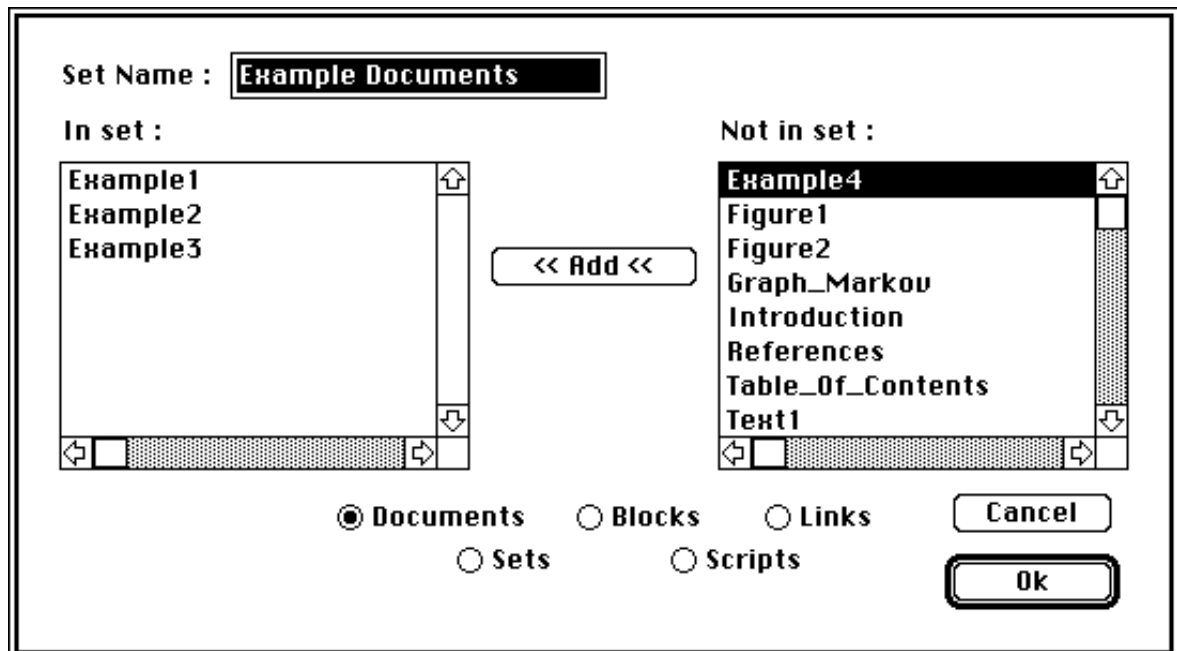 Set Name : Example Documents
In set :
Example1
Example2
Example3
<< Add <<
Not in set :
Example4
Figure1
Figure2
Graph_Markov
Introduction
References
Table_Of_Contents
Text1
Documents
Blocks
Links
Cancel
Sets
Scripts
Ok